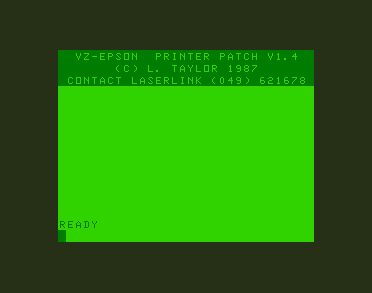 VZ-EPSON  PRINTER PATCH V1.4
(C) L. TAYLOR 1987
CONTACT LASERLINK (049) 621678
READY